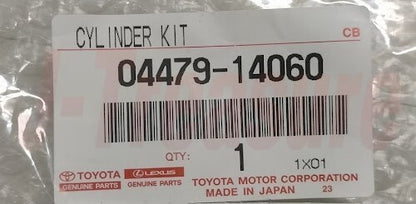 CYLINDER KIT CB
04479-14060
QTY: 1 1X01
TOYOTA LEXUS TOYOTA MOTOR CORPORATION
GENUINE PARTS GENUINE PARTS MADE IN JAPAN 23